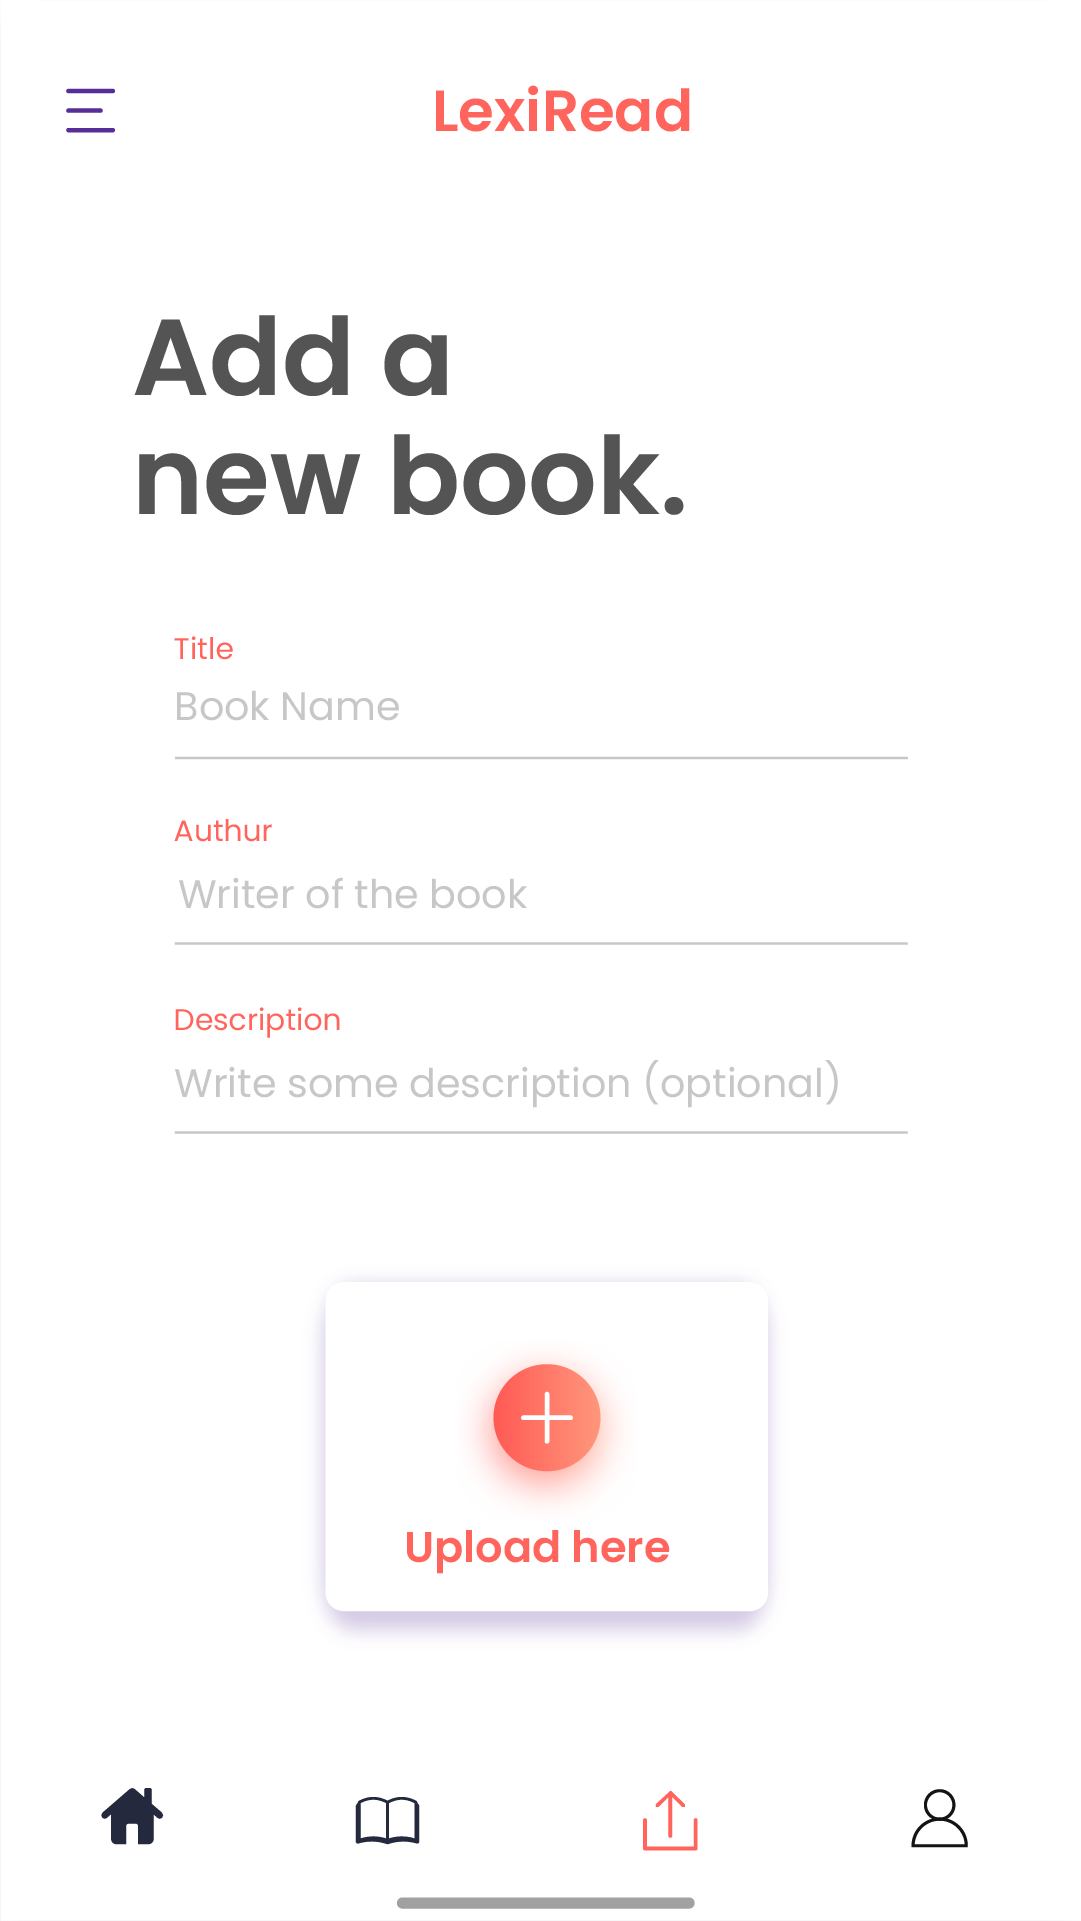 LexiRead
Add a
new book.
Title
Book Name
Authur
Writer of the book
Description
Write some description (optional)
Upload here